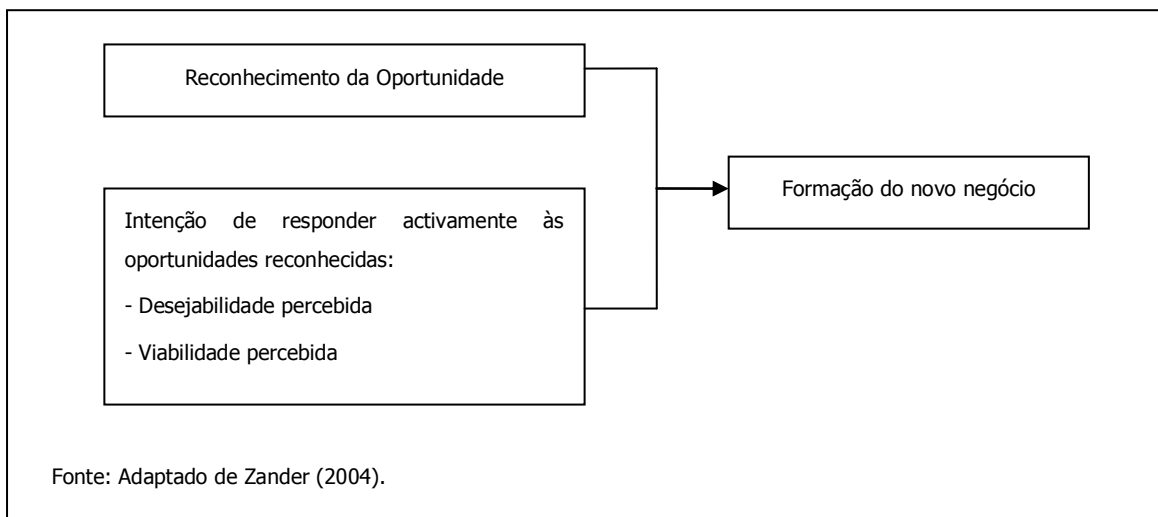 Reconhecimento da Oportunidade
Intenção de responder activamente às
oportunidades reconhecidas:
- Desejabilidade percebida
- Viabilidade percebida
Formação do novo negócio
Fonte: Adaptado de Zander (2004).